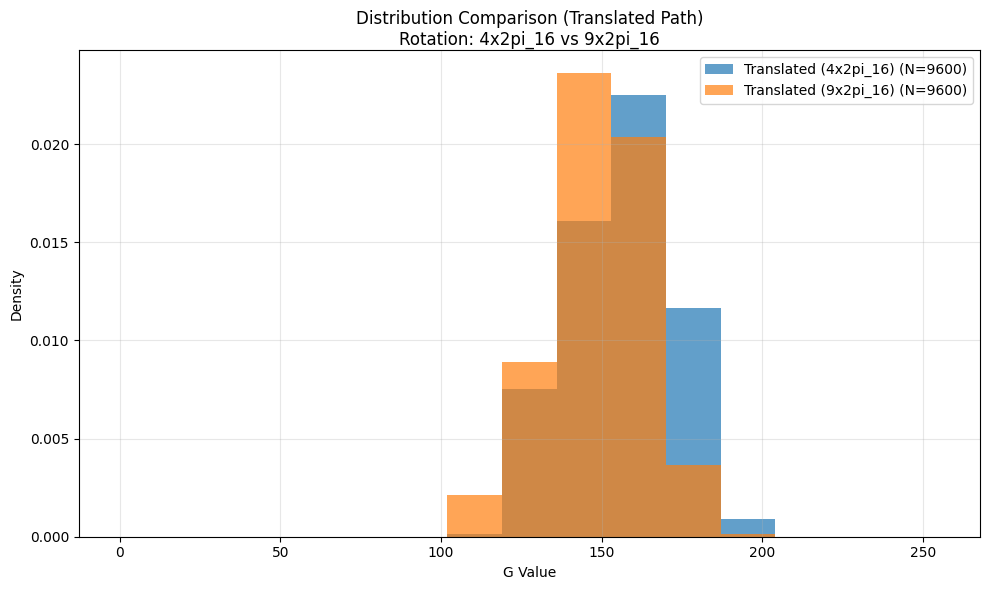 Distribution Comparison (Translated Path)
Rotation: 4x2pi_16 vs 9x2pi_16
Translated (4x2pi_16) (N=9600)
Translated (9x2pi_16) (N=9600)
Density
0.020
0.015
0.010
0.005
0.000
0 50 100 150 200 250
G Value